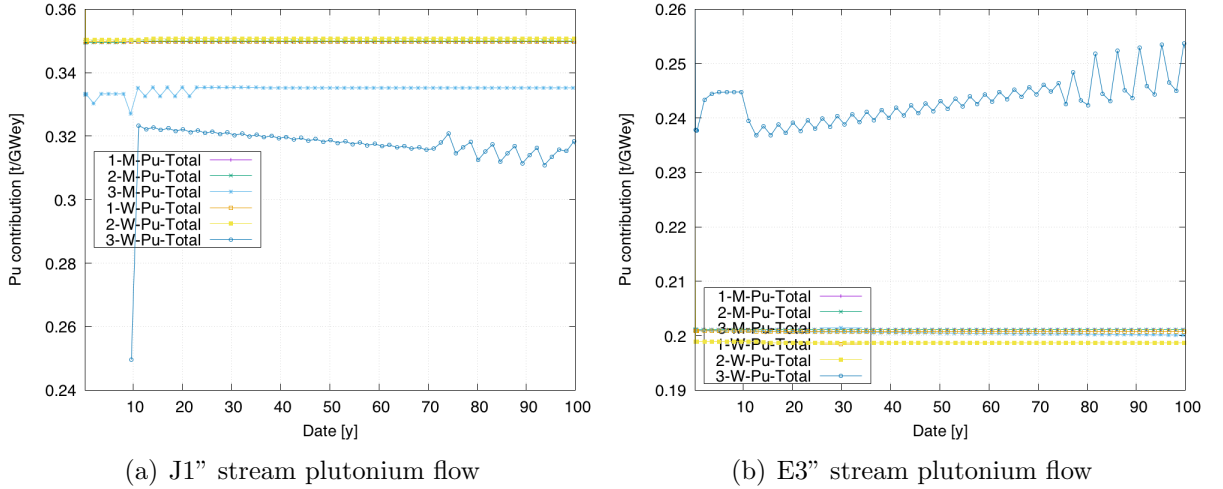 0.36
0.34
0.32
0.3
0.28
0.26
0.24
Pu contribution [t/GWey]
1-M-Pu-Total
2-M-Pu-Total
3-M-Pu-Total
1-W-Pu-Total
2-W-Pu-Total
3-W-Pu-Total
10 20 30 40 50 60 70 80 90 100
Date [y]
(a) J1” stream plutonium flow
0.26
0.25
0.24
0.23
0.22
0.21
0.2
0.19
Pu contribution [t/GWey]
1-M-Pu-Total
2-M-Pu-Total
3-M-Pu-Total
1-W-Pu-Total
2-W-Pu-Total
3-W-Pu-Total
10 20 30 40 50 60 70 80 90 100
Date [y]
(b) E3” stream plutonium flow